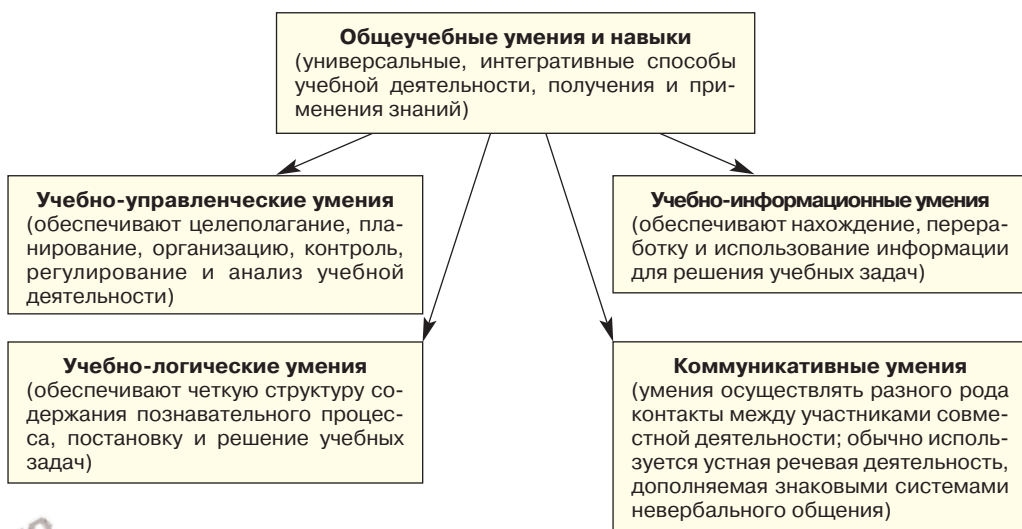 Общеучебные умения и навыки
(универсальные, интегративные способы
учебной деятельности, получения и при-
менения знаний)
Учебно-управленческие умения
(обеспечивают целеполагание, пла-
нирование, организацию, контроль,
регулирование и анализ учебной
деятельности)
Учебно-информационные умения
(обеспечивают нахождение, перера-
ботку и использование информации
для решения учебных задач)
Учебно-логические умения
(обеспечивают четкую структуру со-
держания познавательного процес-
са, постановку и решение учебных
задач)
Коммуникативные умения
(умения осуществлять разного рода
контакты между участниками совме-
стной деятельности; обычно исполь-
зуется устная речевая деятельность,
дополняемая знаковыми системами
невербального общения)